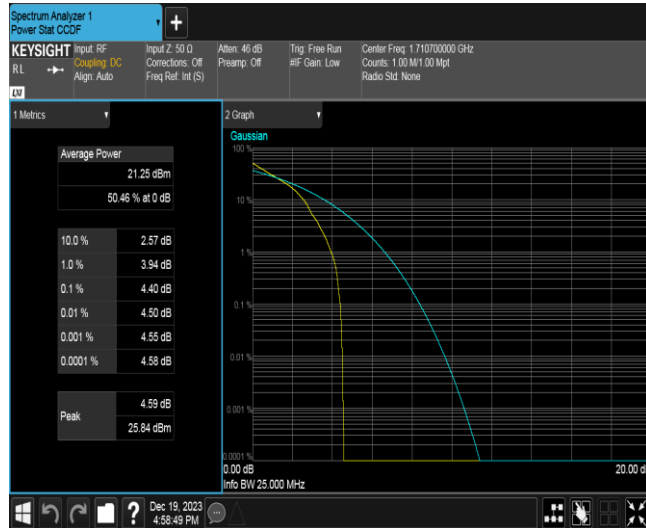 Spectrum Analyzer 1
Power Stat CCDF
+
KEYSIGHT Input: RF Input Z: 50 Ω Atten: 46 dB Trig: Free Run Center Freq: 1.710700000 GHz
RL Coupling: DC Corrections: Off Preamp: Off #IF Gain: Low Counts: 1.00 M/1.00 Mpt
Align: Auto Freq Ref: Int (S) Radio Std: None
LXI
1 Metrics
Average Power
21.25 dBm
50.46 % at 0 dB
10.0 % 2.57 dB
1.0 % 3.94 dB
0.1 % 4.40 dB
0.01 % 4.50 dB
0.001 % 4.55 dB
0.0001 % 4.58 dB
Peak 4.59 dB
25.84 dBm
2 Graph
Gaussian
100 %
10 %
1 %
0.1 %
0.01 %
0.001 %
0.0001 %
0.00 dB 20.00 d
Info BW 25.000 MHz
? Dec 19, 2023
4:58:49 PM